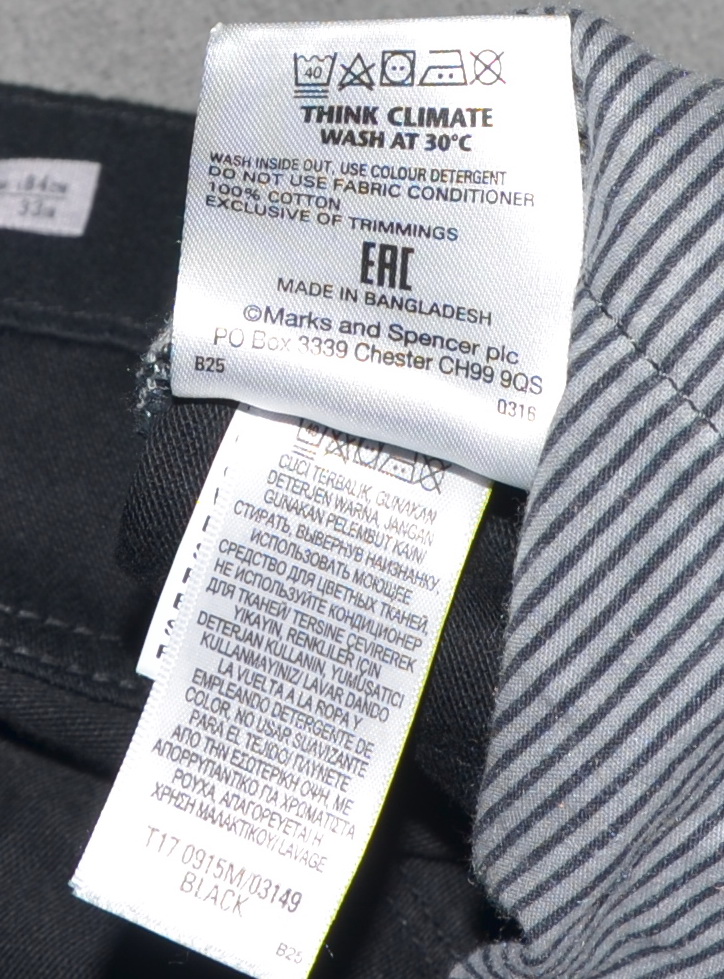 84cm
33in
40
THINK CLIMATE
WASH AT 30°C
WASH INSIDE OUT, USE COLOUR DETERGENT
DO NOT USE FABRIC CONDITIONER
100% COTTON
EXCLUSIVE OF TRIMMINGS
EAC
MADE IN BANGLADESH
©Marks and Spencer plc
PO Box 3339 Chester CH99 9QS
B25
0316
40
CUCI TERBALIK, GUNAKAN
DETERJEN WARNA, JANGAN
GUNAKAN PELEMBUT KAIN/
СТИРАТЬ, ВЫВЕРНУВ НАИЗНАНКУ,
ИСПОЛЬЗОВАТЬ МОЮЩЕЕ
СРЕДСТВО ДЛЯ ЦВЕТНЫХ ТКАНЕЙ,
НЕ ИСПОЛЬЗУЙТЕ КОНДИЦИОНЕР
ДЛЯ ТКАНЕЙ/ TERSINE ÇEVIREREK
YIKAYIN, RENKLILER IÇIN
DETERJAN KULLANIN, YUMUŞATICI
KULLANMAYINIZ/ LAVAR DANDO
LA VUELTA A LA ROPA Y
EMPLEANDO DETERGENTE DE
COLOR, NO USAR SUAVIZANTE
PARA EL TEJIDO/ ΠΛΥΝΕΤΕ
ΑΠΟ ΤΗΝ ΕΣΩΤΕΡΙΚΗ ΟΨΗ, ΜΕ
ΑΠΟΡΡΥΠΑΝΤΙΚΟ ΓΙΑ ΧΡΩΜΑΤΙΣΤΑ
ΡΟΥΧΑ, ΑΠΑΓΟΡΕΥΕΤΑΙ Η
ΧΡΗΣΗ ΜΑΛΑΚΤΙΚΟΥ/ LAVAGE
T17 0915M/03149
BLACK
B25